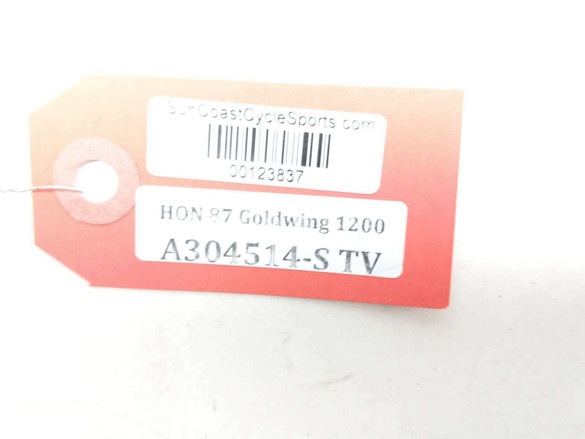 SunCoastCycleSports.com
00123837
HON 87 Goldwing 1200
A304514-S TV